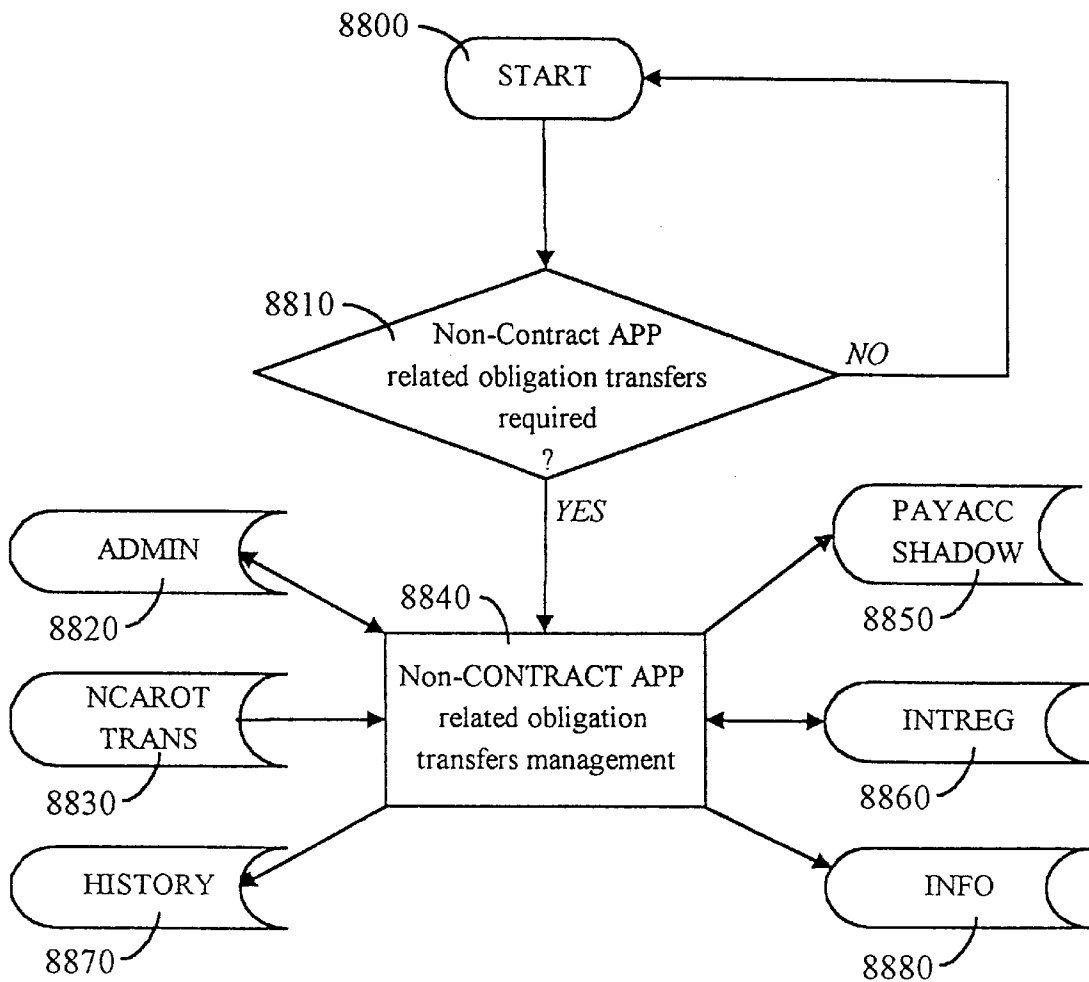 8800
START
8810
Non-Contract APP
related obligation transfers
required
?
NO
YES
ADMIN
8820
PAYACC
SHADOW
8850
8840
Non-CONTRACT APP
related obligation
transfers management
NCAROT
TRANS
8830
INTREG
8860
HISTORY
8870
INFO
8880